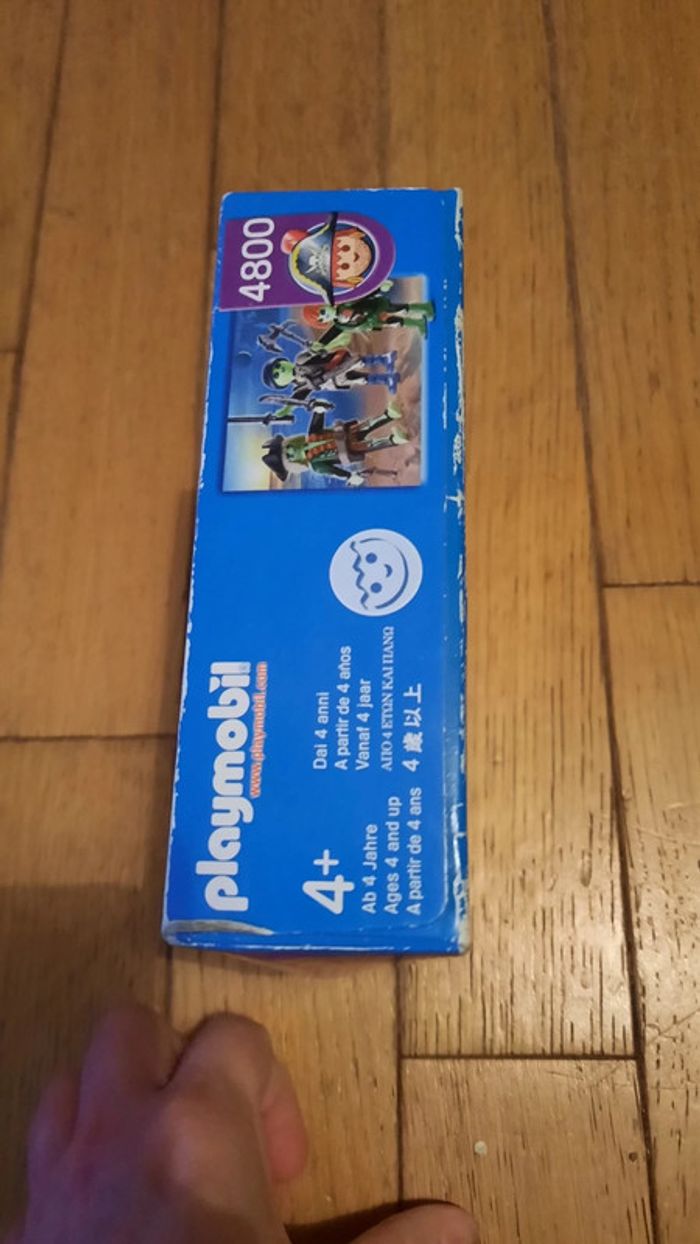 playmobil
www.playmobil.com
4+
Ab 4 Jahre
Ages 4 and up
A partir de 4 ans
Dai 4 anni
A partir de 4 años
Vanaf 4 jaar
ΑΠΟ 4 ΕΤΩΝ ΚΑΙ ΠΑΝΩ
4 歳 以 上
4800